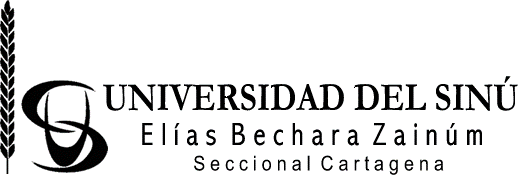 UNIVERSIDAD DEL SINÚ
Elías Bechara Zainúm
Seccional Cartagena